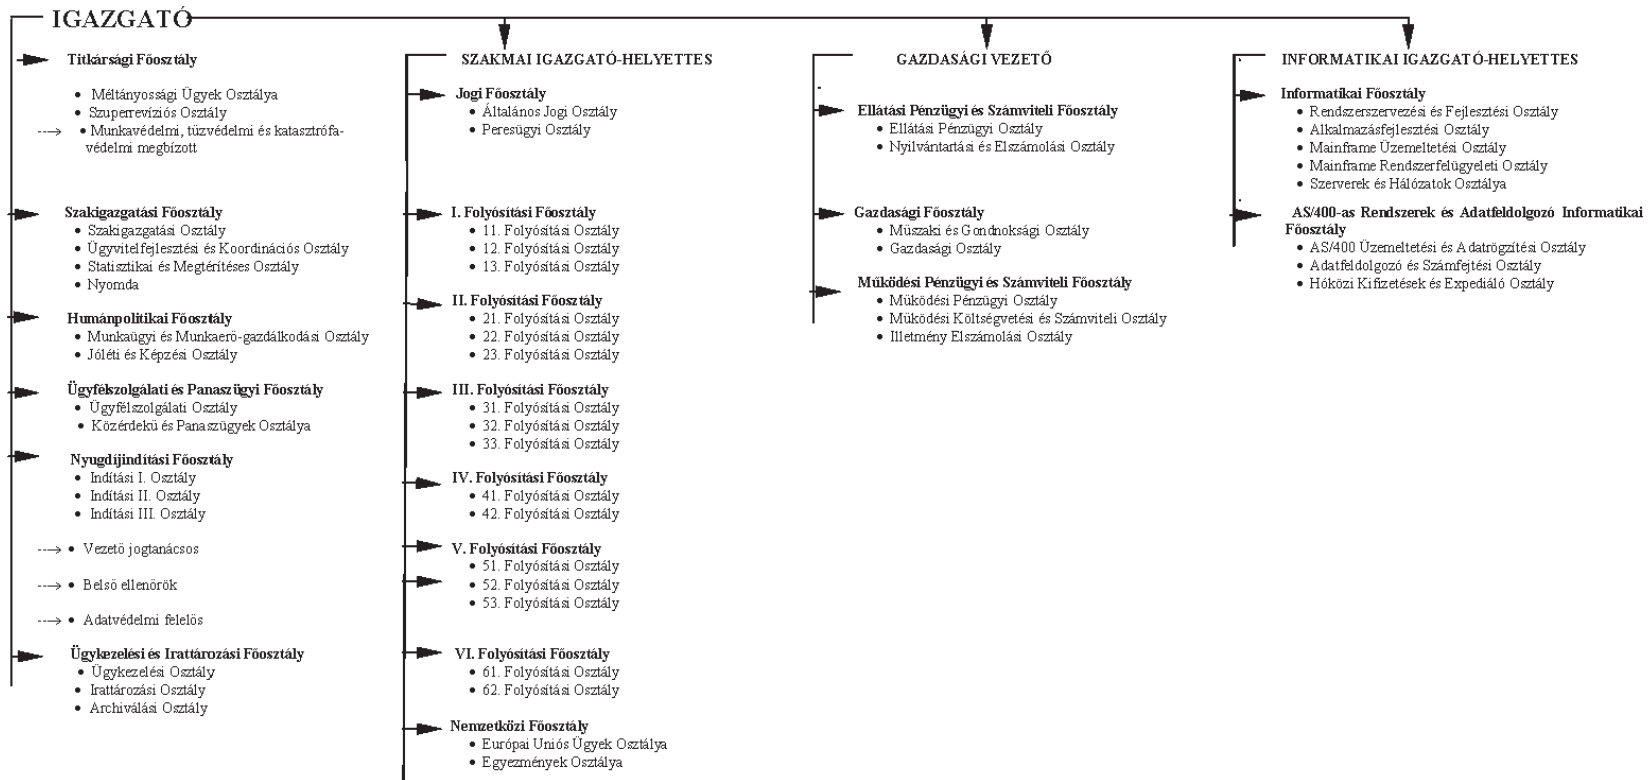 IGAZGATÓ
Titkársági Főosztály
• Méltányossági Ügyek Osztálya
• Szuperrevíziós Osztály
• Munkavédelmi, tüzvédelmi és katasztrófa-
védelmi megbízott
Szakigazgatási Főosztály
• Szakigazgatási Osztály
• Ügyvitelfejlesztési és Koordinációs Osztály
• Statisztikai és Megtérítéses Osztály
• Nyomda
Humánpolitikai Főosztály
• Munkaügyi és Munkaerö-gazdálkodási Osztály
• Jóléti és Képzési Osztály
Ügyfélszolgálati és Panaszügyi Főosztály
• Ügyfélszolgálati Osztály
• Közérdekü és Panaszügyek Osztálya
Nyugdíjindítási Főosztály
• Indítási I. Osztály
• Indítási II. Osztály
• Indítási III. Osztály
• Vezetö jogtanácsos
• Belsö ellenörök
• Adatvédelmi felelös
Ügykezelési és Irattározási Főosztály
• Ügykezelési Osztály
• Irattározási Osztály
• Archiválási Osztály
SZAKMAI IGAZGATÓ-HELYETTES
Jogi Főosztály
• Általános Jogi Osztály
• Peresügyi Osztály
I. Folyósítási Főosztály
• 11. Folyósítási Osztály
• 12. Folyósítási Osztály
• 13. Folyósítási Osztály
II. Folyósítási Főosztály
• 21. Folyósítási Osztály
• 22. Folyósítási Osztály
• 23. Folyósítási Osztály
III. Folyósítási Főosztály
• 31. Folyósítási Osztály
• 32. Folyósítási Osztály
• 33. Folyósítási Osztály
IV. Folyósítási Főosztály
• 41. Folyósítási Osztály
• 42. Folyósítási Osztály
V. Folyósítási Főosztály
• 51. Folyósítási Osztály
• 52. Folyósítási Osztály
• 53. Folyósítási Osztály
VI. Folyósítási Főosztály
• 61. Folyósítási Osztály
• 62. Folyósítási Osztály
Nemzetközi Főosztály
• Európai Uniós Ügyek Osztálya
• Egyezmények Osztálya
GAZDASÁGI VEZETŐ
Ellátási Pénzügyi és Számviteli Főosztály
• Ellátási Pénzügyi Osztály
• Nyilvántartási és Elszámolási Osztály
Gazdasági Főosztály
• Müszaki és Gondnoksági Osztály
• Gazdasági Osztály
Működési Pénzügyi és Számviteli Főosztály
• Müködési Pénzügyi Osztály
• Müködési Költségvetési és Számviteli Osztály
• Illetmény Elszámolási Osztály
INFORMATIKAI IGAZGATÓ-HELYETTES
Informatikai Főosztály
• Rendszerszervezési és Fejlesztési Osztály
• Alkalmazásfejlesztési Osztály
• Mainframe Üzemeltetési Osztály
• Mainframe Rendszerfelügyeleti Osztály
• Szerverek és Hálózatok Osztálya
AS/400-as Rendszerek és Adatfeldolgozó Informatikai
Főosztály
• AS/400 Üzemeltetési és Adatrögzítési Osztály
• Adatfeldolgozó és Számfejtési Osztály
• Hóközi Kifizetések és Expediáló Osztály